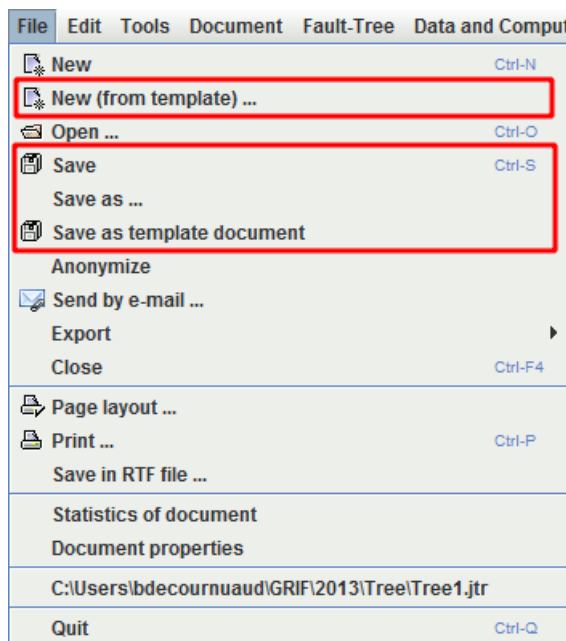 File Edit Tools Document Fault-Tree Data and Comput
New Ctrl-N
New (from template) ...
Open ... Ctrl-O
Save Ctrl-S
Save as ...
Save as template document
Anonymize
Send by e-mail ...
Export
Close Ctrl-F4
Page layout ...
Print ... Ctrl-P
Save in RTF file ...
Statistics of document
Document properties
C:\Users\bdecournuaud\GRIF\2013\Tree\Tree1.jtr
Quit Ctrl-Q